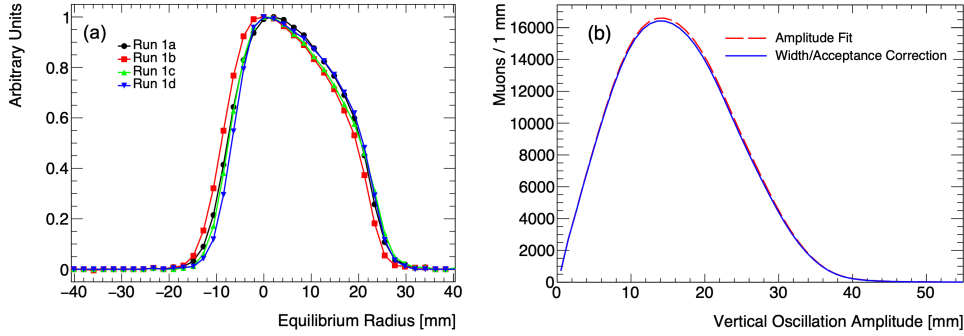 (a)
Run 1a
Run 1b
Run 1c
Run 1d
Arbitrary Units
1
0.8
0.6
0.4
0.2
0
−40 −30 −20 −10 0 10 20 30 40
Equilibrium Radius [mm]
(b)
Amplitude Fit
Width/Acceptance Correction
Muons / 1 mm
16000
14000
12000
10000
8000
6000
4000
2000
0
0 10 20 30 40 50
Vertical Oscillation Amplitude [mm]